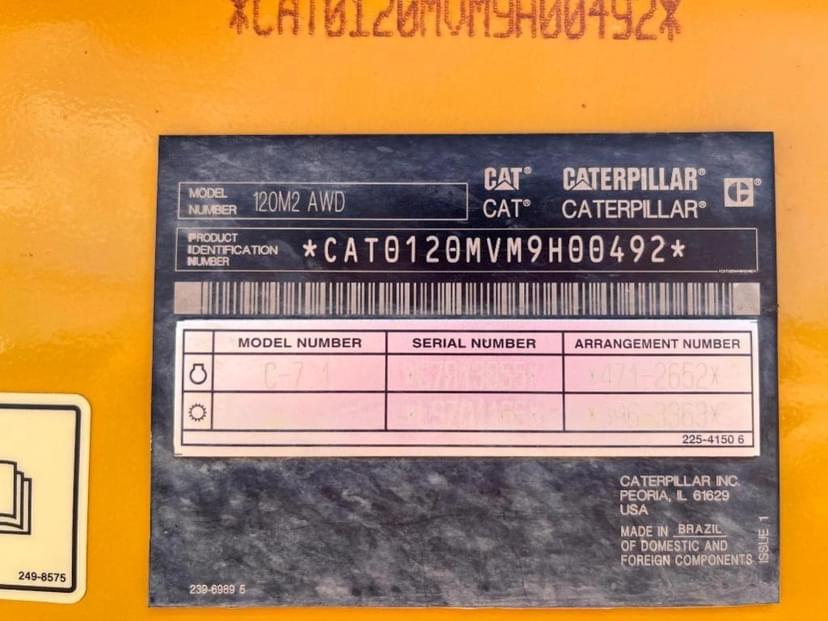 *CAT0120MVM9H00492*
MODEL NUMBER 120M2 AWD
CAT® CATERPILLAR®
CAT® CATERPILLAR®
PRODUCT IDENTIFICATION NUMBER *CAT0120MVM9H00492*
MODEL NUMBER SERIAL NUMBER ARRANGEMENT NUMBER
*471-2652*
225-4150 6
CATERPILLAR INC.
PEORIA, IL 61629
USA
MADE IN BRAZIL
OF DOMESTIC AND
FOREIGN COMPONENTS
ISSUE 1
239-6989 5
249-8575